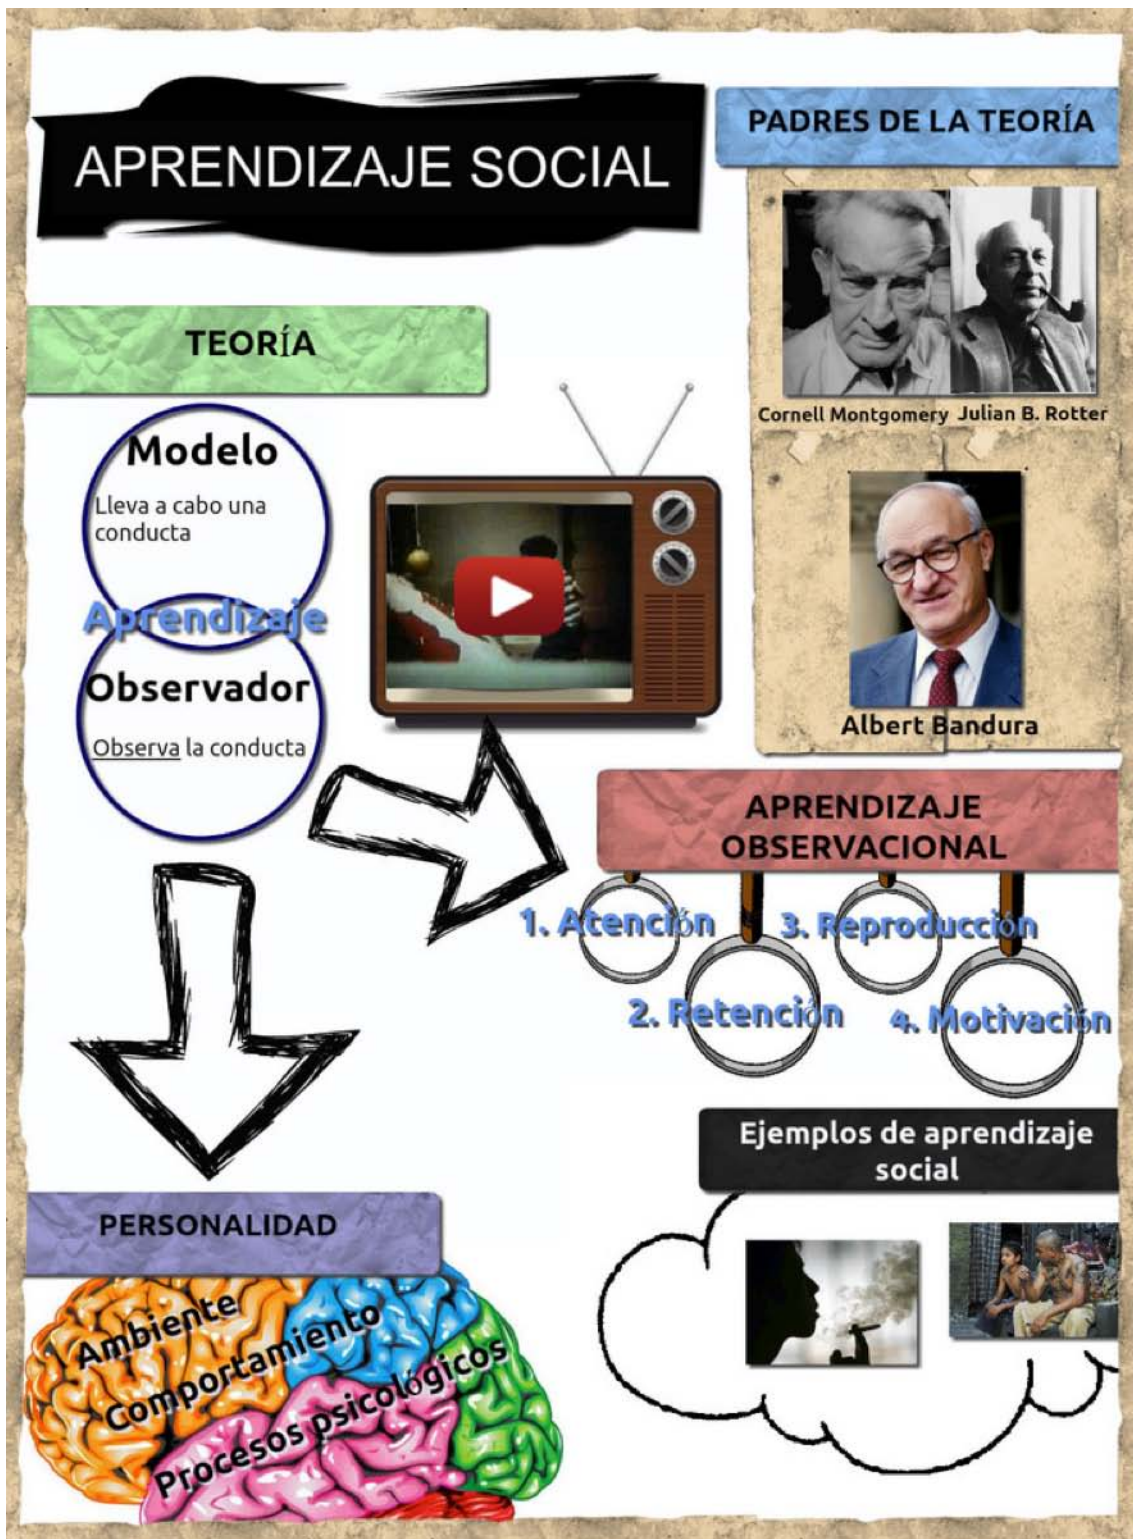 APRENDIZAJE SOCIAL
PADRES DE LA TEORÍA
Cornell Montgomery
Julian B. Rotter
Albert Bandura
TEORÍA
Modelo
Lleva a cabo una
conducta
Aprendizaje
Observador
Observa la conducta
APRENDIZAJE
OBSERVACIONAL
1. Atención
2. Retención
3. Reproducción
4. Motivación
PERSONALIDAD
Ambiente
Comportamiento
Procesos psicológicos
Ejemplos de aprendizaje
social